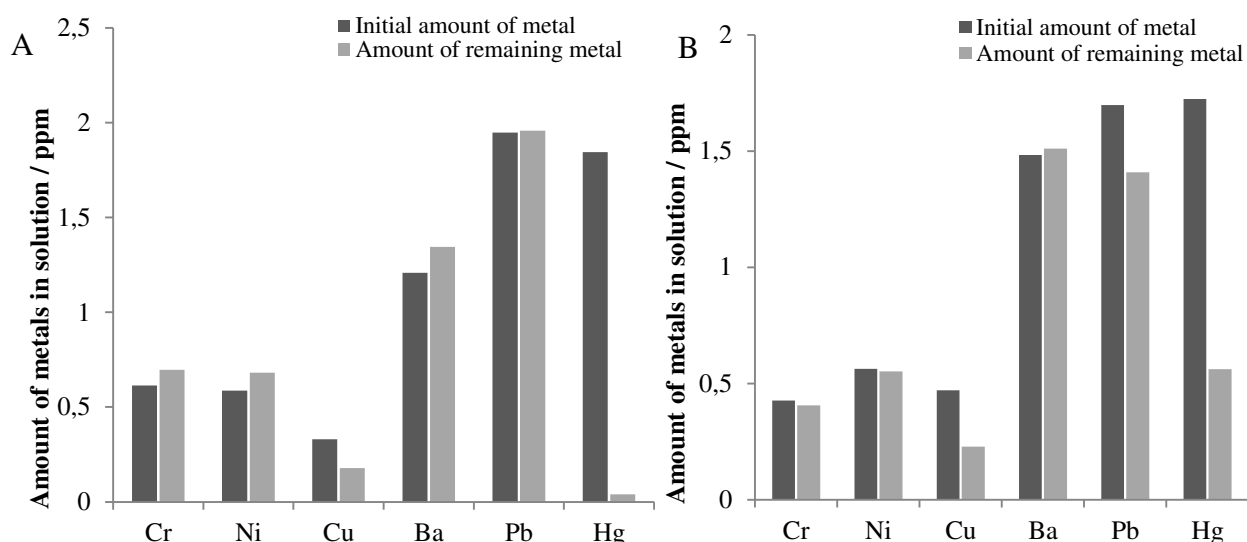 A
Initial amount of metal
Amount of remaining metal
Amount of metals in solution / ppm
2,5
2
1,5
1
0,5
0
Cr Ni Cu Ba Pb Hg
B
Initial amount of metal
Amount of remaining metal
Amount of metals in solution / ppm
2
1,5
1
0,5
0
Cr Ni Cu Ba Pb Hg